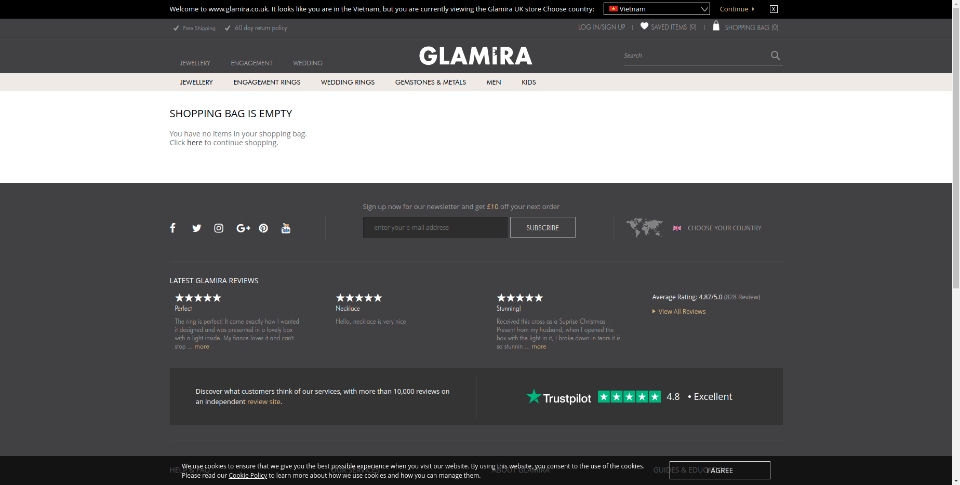 Welcome to www.glamira.co.uk. It looks like you are in the Vietnam, but you are currently viewing the Glamira UK store Choose country: Vietnam Continue X
Free Shipping 60 day return policy LOG IN/SIGN UP | SAVED ITEMS (0) | SHOPPING BAG (0)
JEWELLERY ENGAGEMENT WEDDING GLAMIRA Search
JEWELLERY ENGAGEMENT RINGS WEDDING RINGS GEMSTONES & METALS MEN KIDS
SHOPPING BAG IS EMPTY
You have no items in your shopping bag.
Click here to continue shopping.
Sign up now for our newsletter and get £10 off your next order
enter your e-mail address SUBSCRIBE CHOOSE YOUR COUNTRY
LATEST GLAMIRA REVIEWS
Perfect
The ring is perfect! It came exactly how I wanted
it designed and was presented in a lovely box
with a light inside. My fiance loves it and can't
stop ... more
Necklace
Hello, necklace is very nice
Stunning!
Received this cross as a Suprise Christmas
Present from my husband, when I opened the
box with the light in it, I broke down in tears it is
so stunnin ... more
Average Rating: 4.87/5.0 (828 Review)
View All Reviews
Discover what customers think of our services, with more than 10,000 reviews on
an independent review site.
Trustpilot 4.8 • Excellent
We use cookies to ensure that we give you the best possible experience when you visit our website. By using this website, you consent to the use of the cookies.
Please read our Cookie Policy to learn more about how we use cookies and how you can manage them.
I AGREE